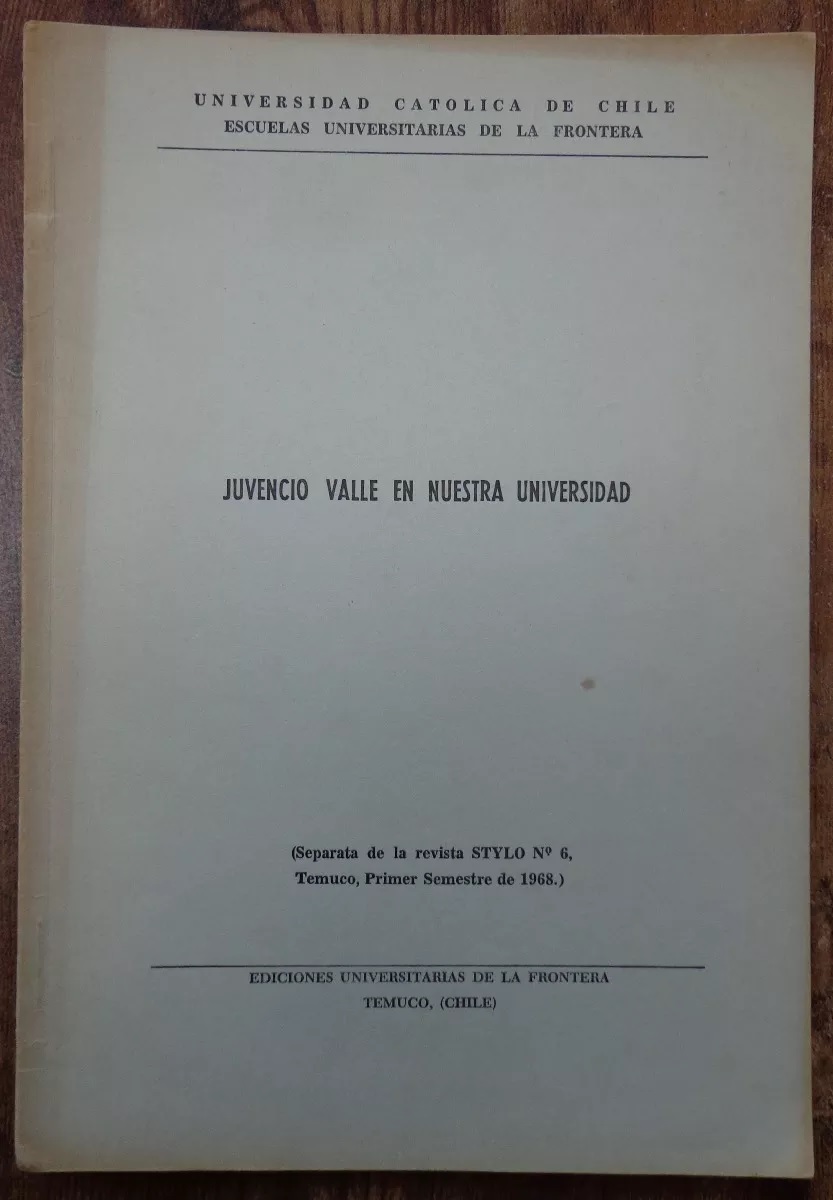 UNIVERSIDAD CATOLICA DE CHILE
ESCUELAS UNIVERSITARIAS DE LA FRONTERA
JUVENCIO VALLE EN NUESTRA UNIVERSIDAD
(Separata de la revista STYLO Nº 6,
Temuco, Primer Semestre de 1968.)
EDICIONES UNIVERSITARIAS DE LA FRONTERA
TEMUCO, (CHILE)